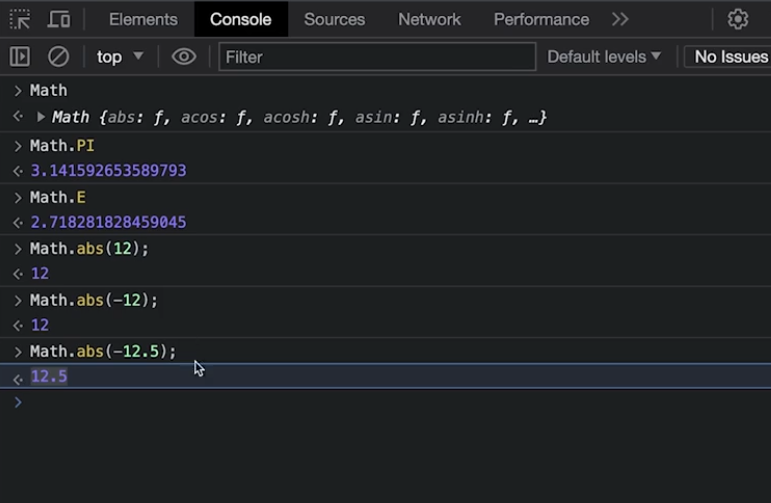 Elements Console Sources Network Performance
top Filter Default levels No Issues
> Math
Math {abs: ƒ, acos: ƒ, acosh: ƒ, asin: ƒ, asinh: ƒ, …}
> Math.PI
3.141592653589793
> Math.E
2.718281828459045
> Math.abs(12);
12
> Math.abs(-12);
12
> Math.abs(-12.5);
12.5
>